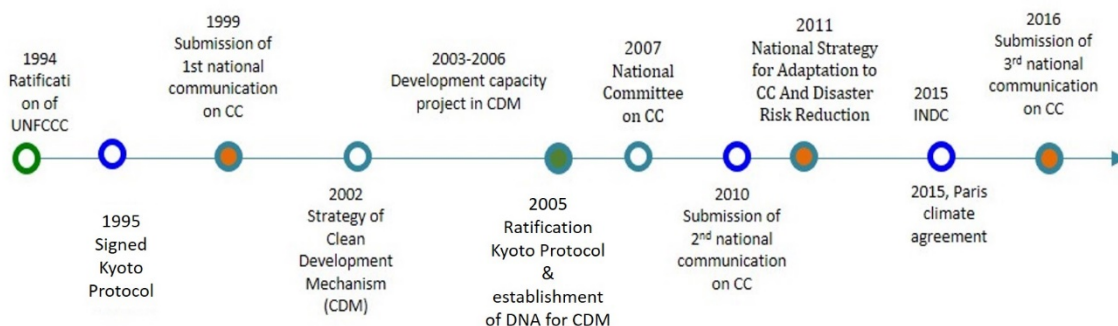 1994
Ratificati
on of
UNFCCC
1995
Signed
Kyoto
Protocol
1999
Submission of
1st national
communication
on CC
2002
Strategy of
Clean
Development
Mechanism
(CDM)
2003-2006
Development capacity
project in CDM
2005
Ratification
Kyoto Protocol
&
establishment
of DNA for CDM
2007
National
Committee
on CC
2010
Submission of
2nd national
communication
on CC
2011
National Strategy
for Adaptation to
CC And Disaster
Risk Reduction
2015
INDC
2015, Paris
climate
agreement
2016
Submission of
3rd national
communication
on CC